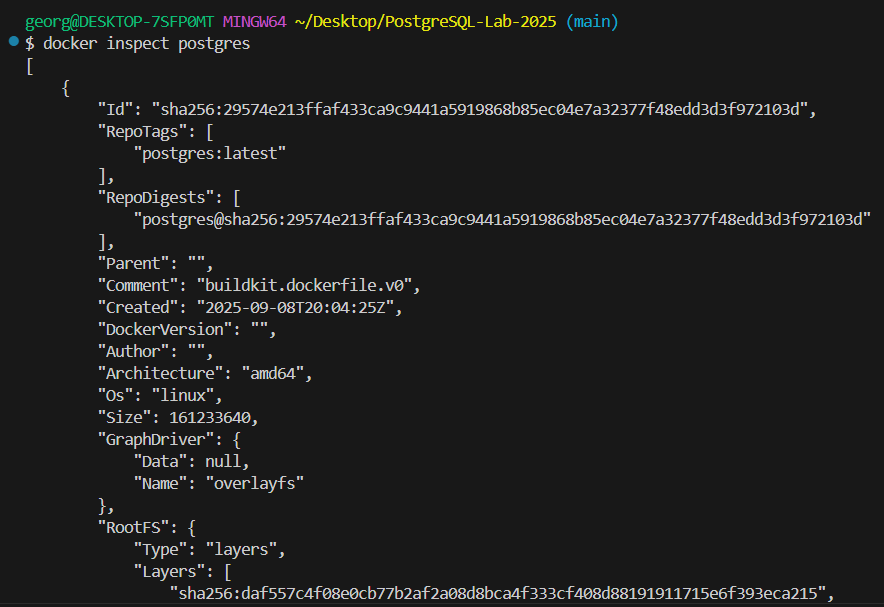 georg@DESKTOP-7SFP0MT MINGW64 ~/Desktop/PostgreSQL-Lab-2025 (main)
$ docker inspect postgres
[
    {
        "Id": "sha256:29574e213ffaf433ca9c9441a5919868b85ec04e7a32377f48edd3d3f972103d",
        "RepoTags": [
            "postgres:latest"
        ],
        "RepoDigests": [
            "postgres@sha256:29574e213ffaf433ca9c9441a5919868b85ec04e7a32377f48edd3d3f972103d"
        ],
        "Parent": "",
        "Comment": "buildkit.dockerfile.v0",
        "Created": "2025-09-08T20:04:25Z",
        "DockerVersion": "",
        "Author": "",
        "Architecture": "amd64",
        "Os": "linux",
        "Size": 161233640,
        "GraphDriver": {
            "Data": null,
            "Name": "overlayfs"
        },
        "RootFS": {
            "Type": "layers",
            "Layers": [
                "sha256:daf557c4f08e0cb77b2af2a08d8bca4f333cf408d88191911715e6f393eca215",